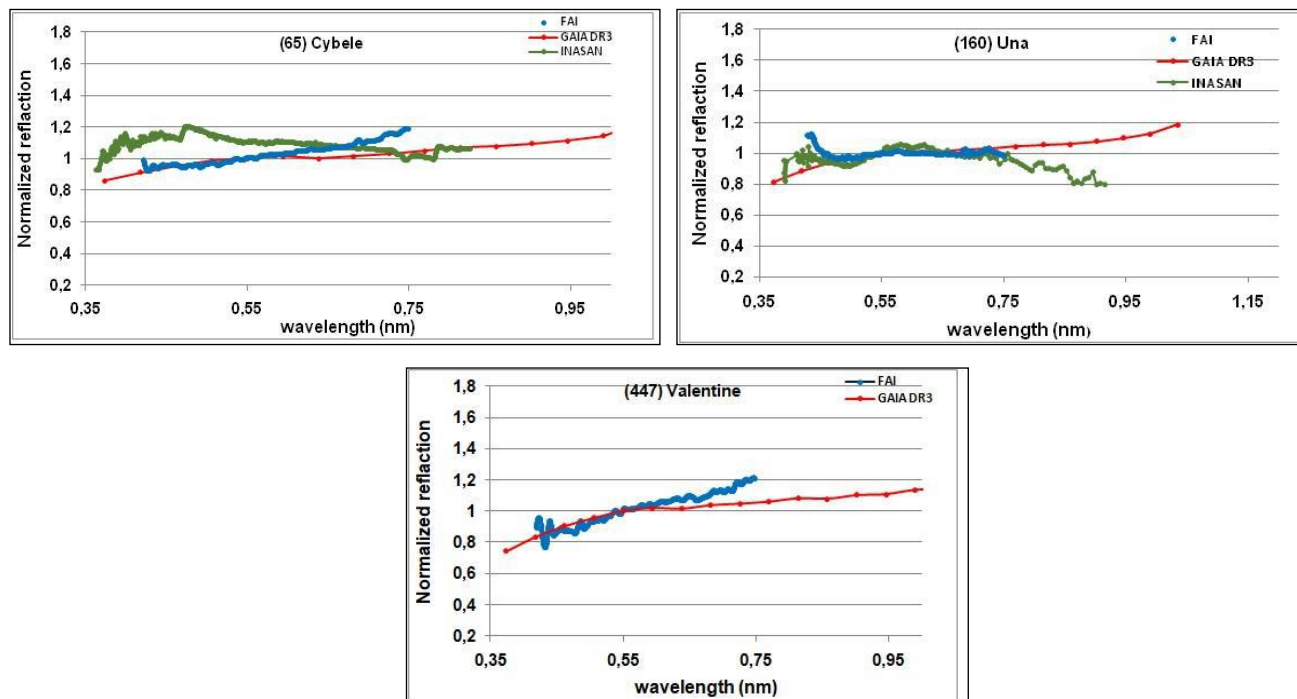 (65) Cybele
FAI
GAIA DR3
INASAN
1,8
1,6
1,4
1,2
1
0,8
0,6
0,4
0,2
0,35 0,55 0,75 0,95
Normalized reflaction
wavelength (nm)
(160) Una
FAI
GAIA DR3
INASAN
1,8
1,6
1,4
1,2
1
0,8
0,6
0,4
0,2
0,35 0,55 0,75 0,95 1,15
Normalized reflaction
wavelength (nm)
(447) Valentine
FAI
GAIA DR3
1,8
1,6
1,4
1,2
1
0,8
0,6
0,4
0,2
0,35 0,55 0,75 0,95
Normalized reflaction
wavelength (nm)